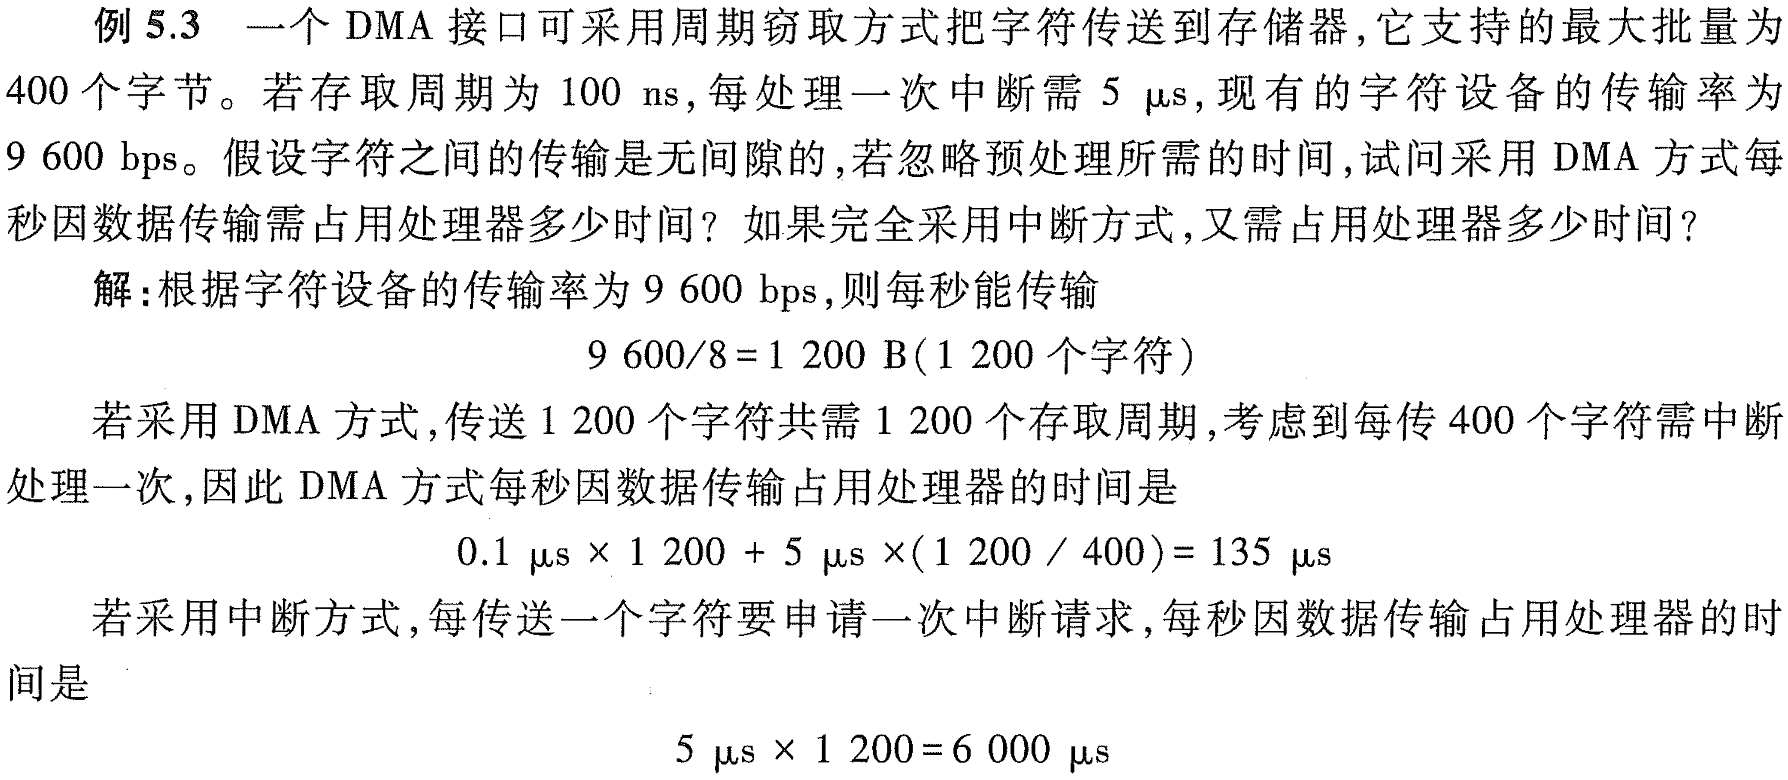 例 5.3 一个 DMA 接口可采用周期窃取方式把字符传送到存储器,它支持的最大批量为
400 个字节。若存取周期为 100 ns,每处理一次中断需 5 μs,现有的字符设备的传输率为
9 600 bps。假设字符之间的传输是无间隙的,若忽略预处理所需的时间,试问采用 DMA 方式每
秒因数据传输需占用处理器多少时间? 如果完全采用中断方式,又需占用处理器多少时间?
解:根据字符设备的传输率为 9 600 bps,则每秒能传输
9 600/8=1 200 B(1 200 个字符)
若采用 DMA 方式,传送 1 200 个字符共需 1 200 个存取周期,考虑到每传 400 个字符需中断
处理一次,因此 DMA 方式每秒因数据传输占用处理器的时间是
0.1 μs × 1 200 + 5 μs ×(1 200 / 400)= 135 μs
若采用中断方式,每传送一个字符要申请一次中断请求,每秒因数据传输占用处理器的时
间是
5 μs × 1 200=6 000 μs